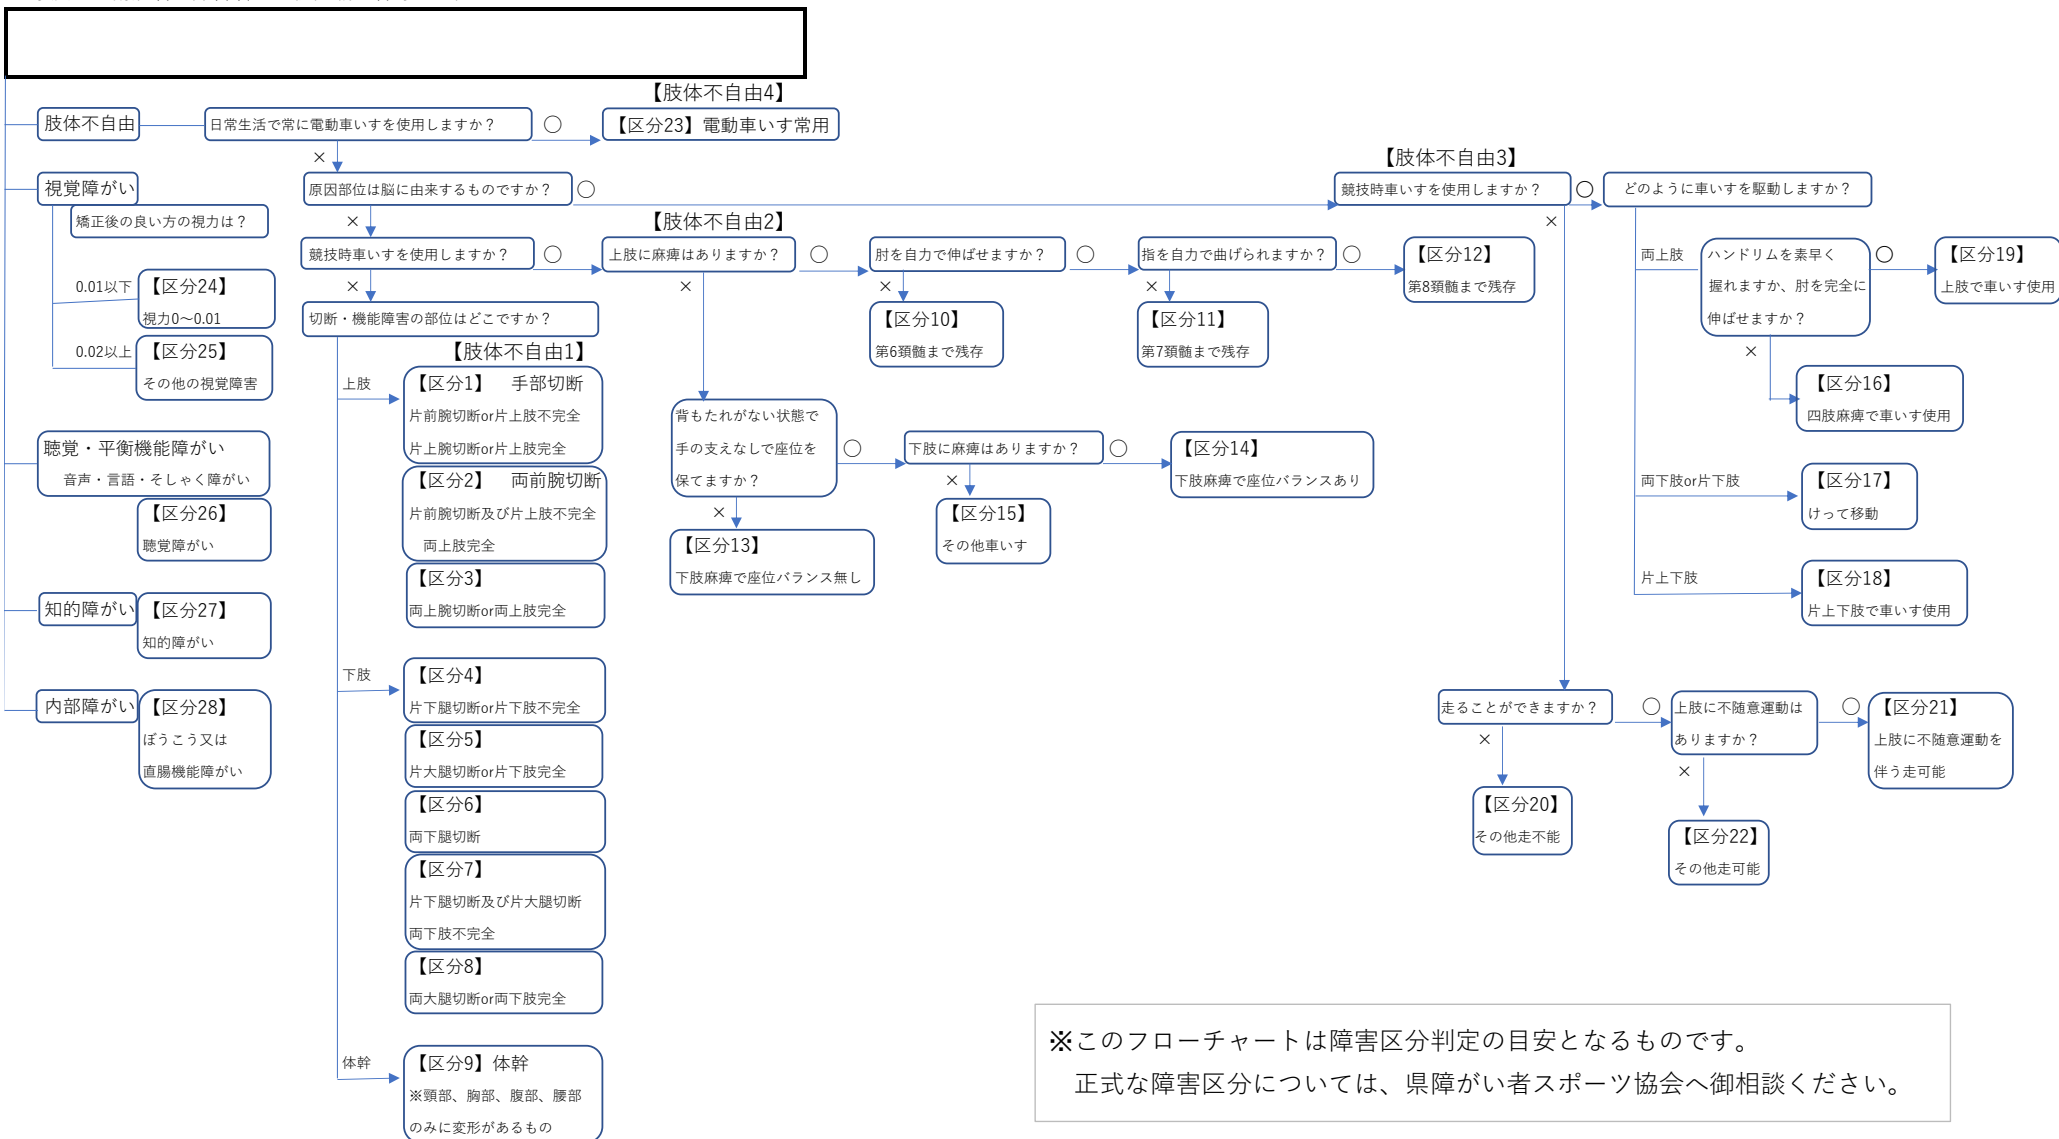 【肢体不自由4】
肢体不自由
日常生活で常に電動車いすを使用しますか?
○
【区分23】電動車いす常用
×
【肢体不自由3】
視覚障がい
原因部位は脳に由来するものですか?
○
競技時車いすを使用しますか?
○
どのように車いすを駆動しますか?
矯正後の良い方の視力は?
×
【肢体不自由2】
×
競技時車いすを使用しますか?
○
上肢に麻痺はありますか?
○
肘を自力で伸ばせますか?
○
指を自力で曲げられますか?
○
【区分12】
第8頸髄まで残存
両上肢
ハンドリムを素早く
握れますか、肘を完全に
伸ばせますか?
○
【区分19】
上肢で車いす使用
0.01以下
【区分24】
視力0~0.01
×
×
×
×
切断・機能障害の部位はどこですか?
【区分10】
第6頸髄まで残存
【区分11】
第7頸髄まで残存
0.02以上
【区分25】
その他の視覚障害
【肢体不自由1】
×
上肢
【区分1】 手部切断
片前腕切断or片上肢不完全
片上腕切断or片上肢完全
【区分16】
四肢麻痺で車いす使用
背もたれがない状態で
手の支えなしで座位を
保てますか?
○
下肢に麻痺はありますか?
○
【区分14】
下肢麻痺で座位バランスあり
聴覚・平衡機能障がい
音声・言語・そしゃく障がい
【区分2】 両前腕切断
片前腕切断及び片上肢不完全
両上肢完全
×
×
両下肢or片下肢
【区分17】
けって移動
【区分26】
聴覚障がい
【区分13】
下肢麻痺で座位バランス無し
【区分15】
その他車いす
【区分3】
両上腕切断or両上肢完全
片上下肢
【区分18】
片上下肢で車いす使用
知的障がい
【区分27】
知的障がい
下肢
【区分4】
片下腿切断or片下肢不完全
内部障がい
【区分28】
ぼうこう又は
直腸機能障がい
走ることができますか?
○
上肢に不随意運動は
ありますか?
○
【区分21】
上肢に不随意運動を
伴う走可能
【区分5】
片大腿切断or片下肢完全
×
×
【区分6】
両下腿切断
【区分20】
その他走不能
【区分22】
その他走可能
【区分7】
片下腿切断及び片大腿切断
両下肢不完全
【区分8】
両大腿切断or両下肢完全
体幹
【区分9】体幹
※頸部、胸部、腹部、腰部
のみに変形があるもの
※このフローチャートは障害区分判定の目安となるものです。
正式な障害区分については、県障がい者スポーツ協会へ御相談ください。